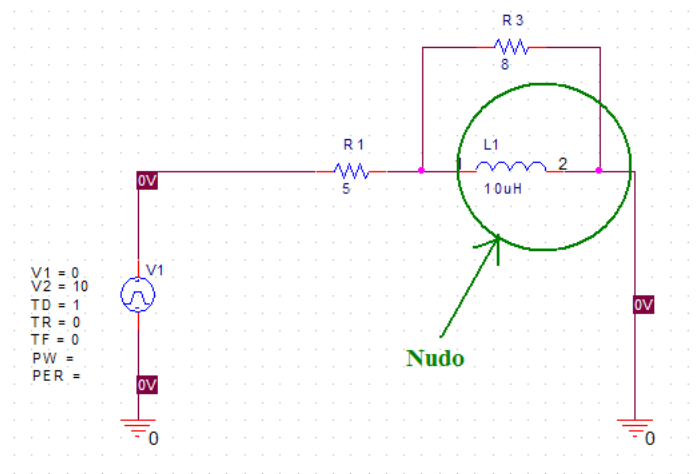 R 3
8
R 1
5
L1
1
2
10uH
0V
V1
V1 = 0
V2 = 10
TD = 1
TR = 0
TF = 0
PW =
PER =
0V
0V
Nudo
0
0